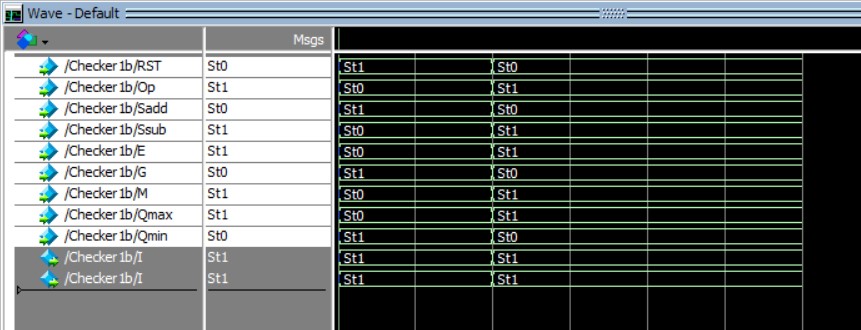 Wave - Default
Msgs
/Checker1b/RST St0 St1 St0
/Checker1b/Op St1 St0 St1
/Checker1b/Sadd St0 St1 St0
/Checker1b/Ssub St1 St0 St1
/Checker1b/E St1 St0 St1
/Checker1b/G St0 St1 St0
/Checker1b/M St1 St0 St1
/Checker1b/Qmax St1 St0 St1
/Checker1b/Qmin St0 St1 St0
/Checker1b/I St1 St1 St1
/Checker1b/I St1 St1 St1